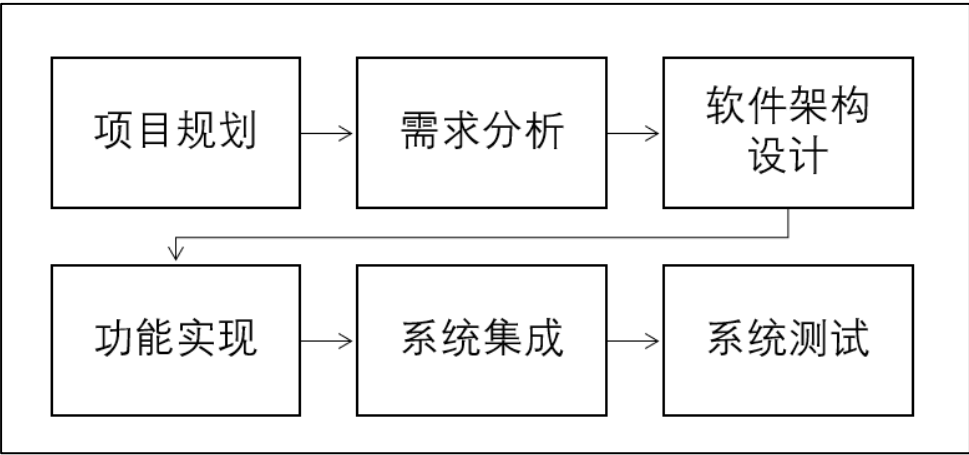 项目规划
需求分析
软件架构
设计
功能实现
系统集成
系统测试